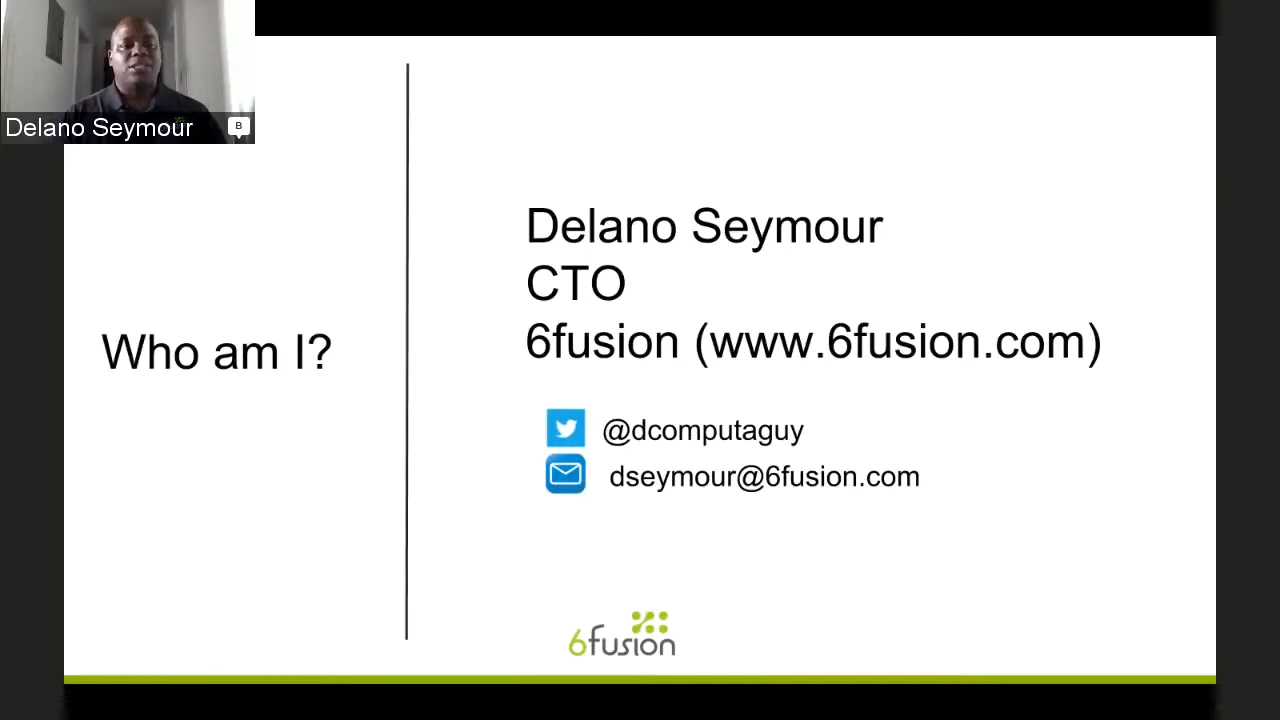 Delano Seymour
B
Who am I?
Delano Seymour
CTO
6fusion (www.6fusion.com)
@dcomputaguy
dseymour@6fusion.com
6fusion